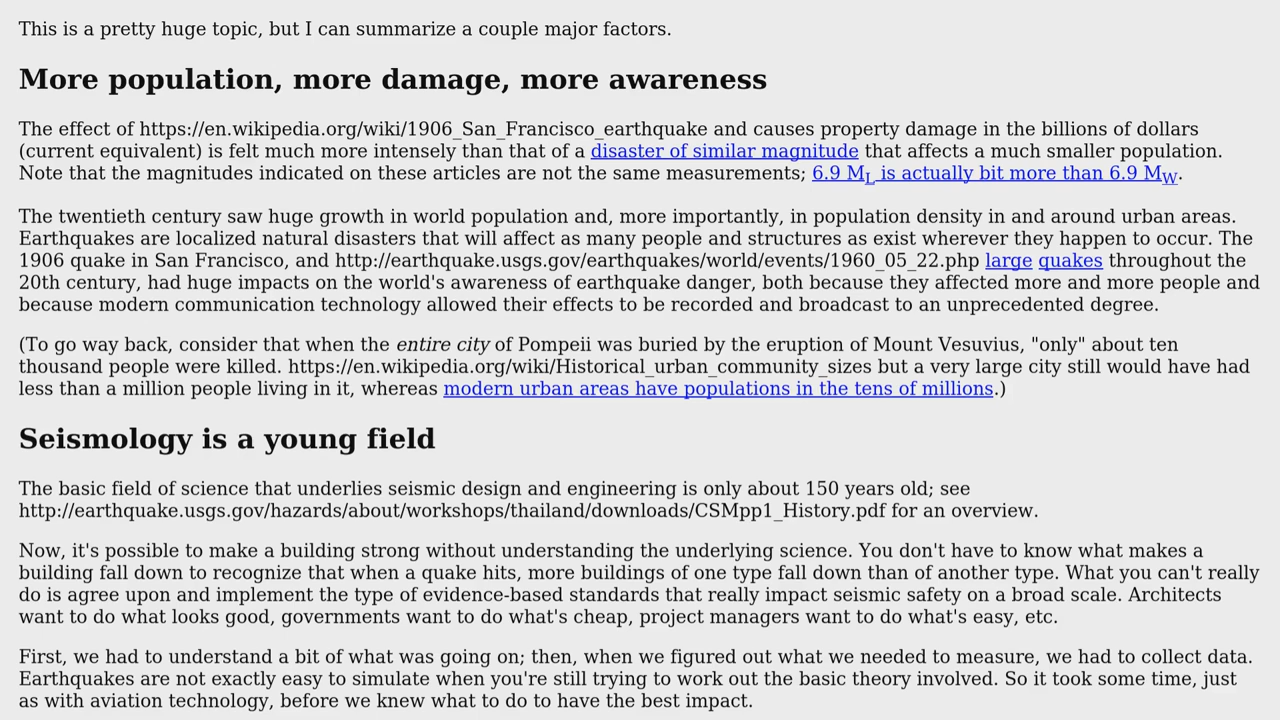 This is a pretty huge topic, but I can summarize a couple major factors.
More population, more damage, more awareness
The effect of https://en.wikipedia.org/wiki/1906_San_Francisco_earthquake and causes property damage in the billions of dollars
(current equivalent) is felt much more intensely than that of a disaster of similar magnitude that affects a much smaller population.
Note that the magnitudes indicated on these articles are not the same measurements; 6.9 ML is actually bit more than 6.9 MW.
The twentieth century saw huge growth in world population and, more importantly, in population density in and around urban areas.
Earthquakes are localized natural disasters that will affect as many people and structures as exist wherever they happen to occur. The
1906 quake in San Francisco, and http://earthquake.usgs.gov/earthquakes/world/events/1960_05_22.php large quakes throughout the
20th century, had huge impacts on the world's awareness of earthquake danger, both because they affected more and more people and
because modern communication technology allowed their effects to be recorded and broadcast to an unprecedented degree.
(To go way back, consider that when the entire city of Pompeii was buried by the eruption of Mount Vesuvius, "only" about ten
thousand people were killed. https://en.wikipedia.org/wiki/Historical_urban_community_sizes but a very large city still would have had
less than a million people living in it, whereas modern urban areas have populations in the tens of millions.)
Seismology is a young field
The basic field of science that underlies seismic design and engineering is only about 150 years old; see
http://earthquake.usgs.gov/hazards/about/workshops/thailand/downloads/CSMpp1_History.pdf for an overview.
Now, it's possible to make a building strong without understanding the underlying science. You don't have to know what makes a
building fall down to recognize that when a quake hits, more buildings of one type fall down than of another type. What you can't really
do is agree upon and implement the type of evidence-based standards that really impact seismic safety on a broad scale. Architects
want to do what looks good, governments want to do what's cheap, project managers want to do what's easy, etc.
First, we had to understand a bit of what was going on; then, when we figured out what we needed to measure, we had to collect data.
Earthquakes are not exactly easy to simulate when you're still trying to work out the basic theory involved. So it took some time, just
as with aviation technology, before we knew what to do to have the best impact.